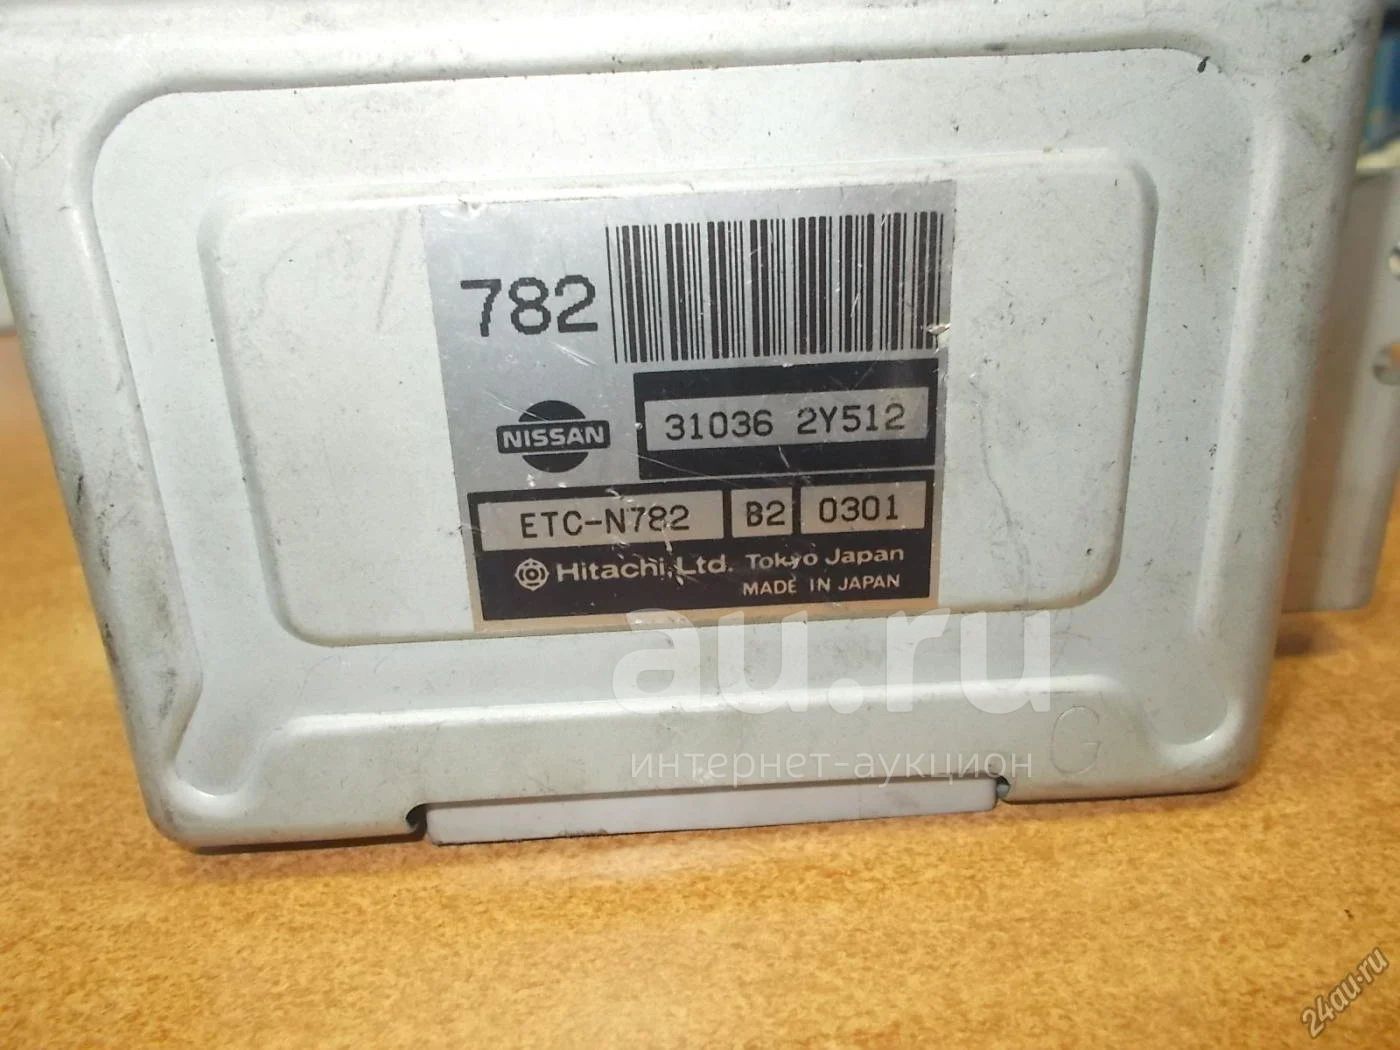 782
NISSAN
31036 2Y512
ETC-N782 B2 0301
Hitachi, Ltd. Tokyo Japan
MADE IN JAPAN
au.ru
интернет-аукцион
G
24au.ru